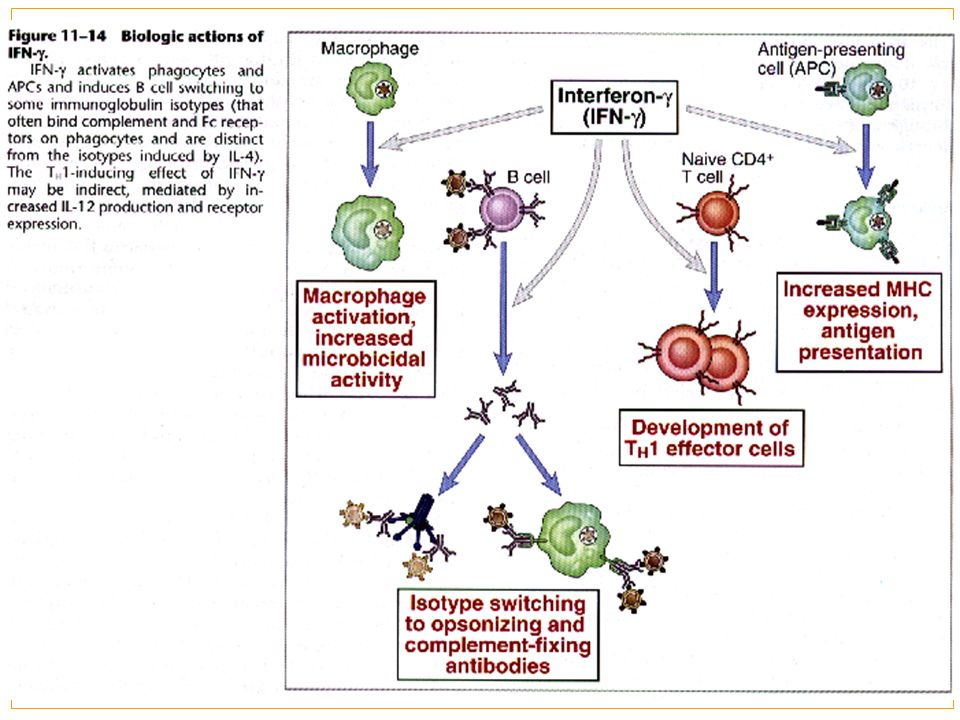 Figure 11–14 Biologic actions of
IFN-γ.
IFN-γ activates phagocytes and
APCs and induces B cell switching to
some immunoglobulin isotypes (that
often bind complement and Fc recep-
tors on phagocytes and are distinct
from the isotypes induced by IL-4).
The TH1-inducing effect of IFN-γ
may be indirect, mediated by in-
creased IL-12 production and receptor
expression.
Macrophage
Interferon-γ
(IFN-γ)
Antigen-presenting
cell (APC)
B cell
Naive CD4+
T cell
Macrophage
activation,
increased
microbicidal
activity
Increased MHC
expression,
antigen
presentation
Development of
TH1 effector cells
Isotype switching
to opsonizing and
complement-fixing
antibodies